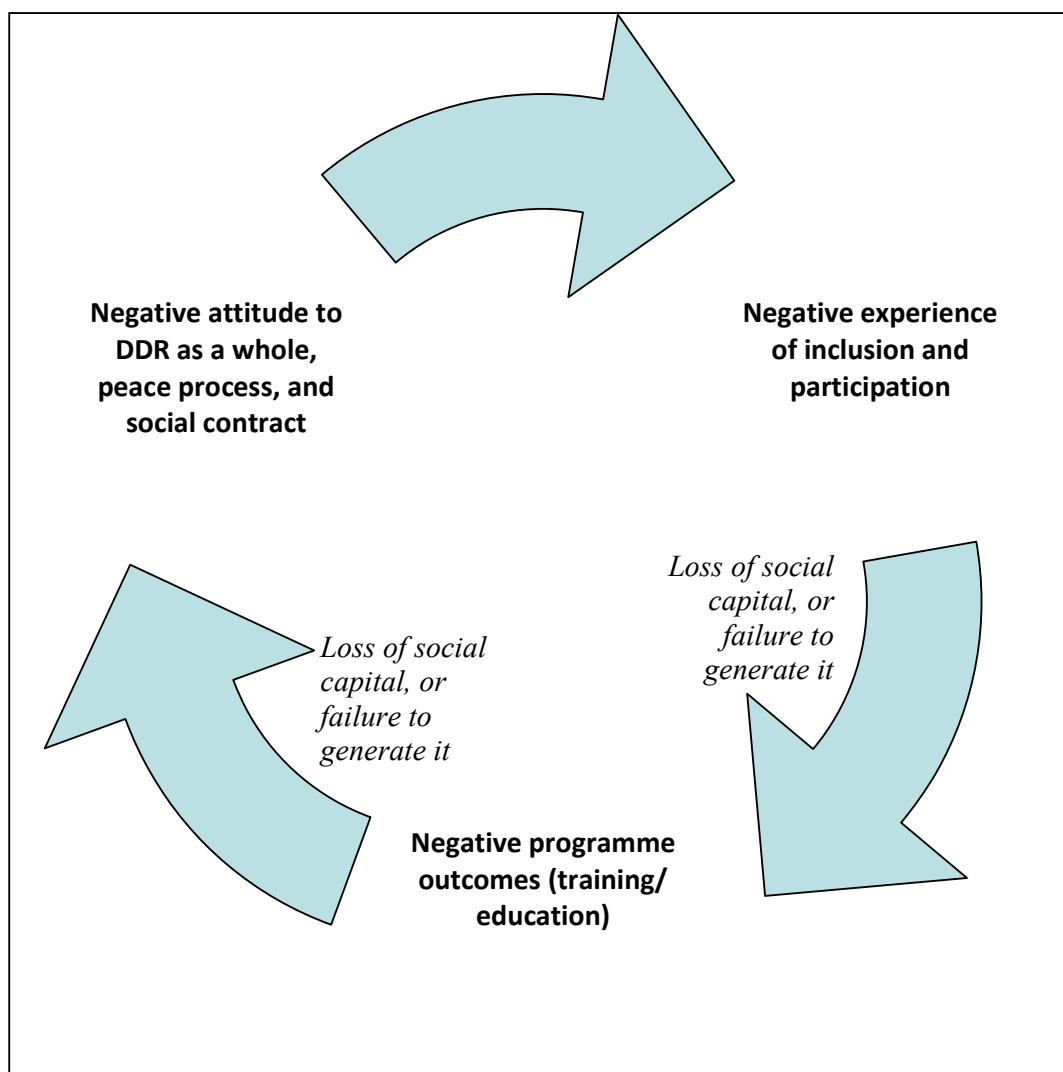 Negative attitude to
DDR as a whole,
peace process, and
social contract
Negative experience
of inclusion and
participation
Loss of social
capital, or
failure to
generate it
Loss of social
capital, or
failure to
generate it
Negative programme
outcomes (training/
education)